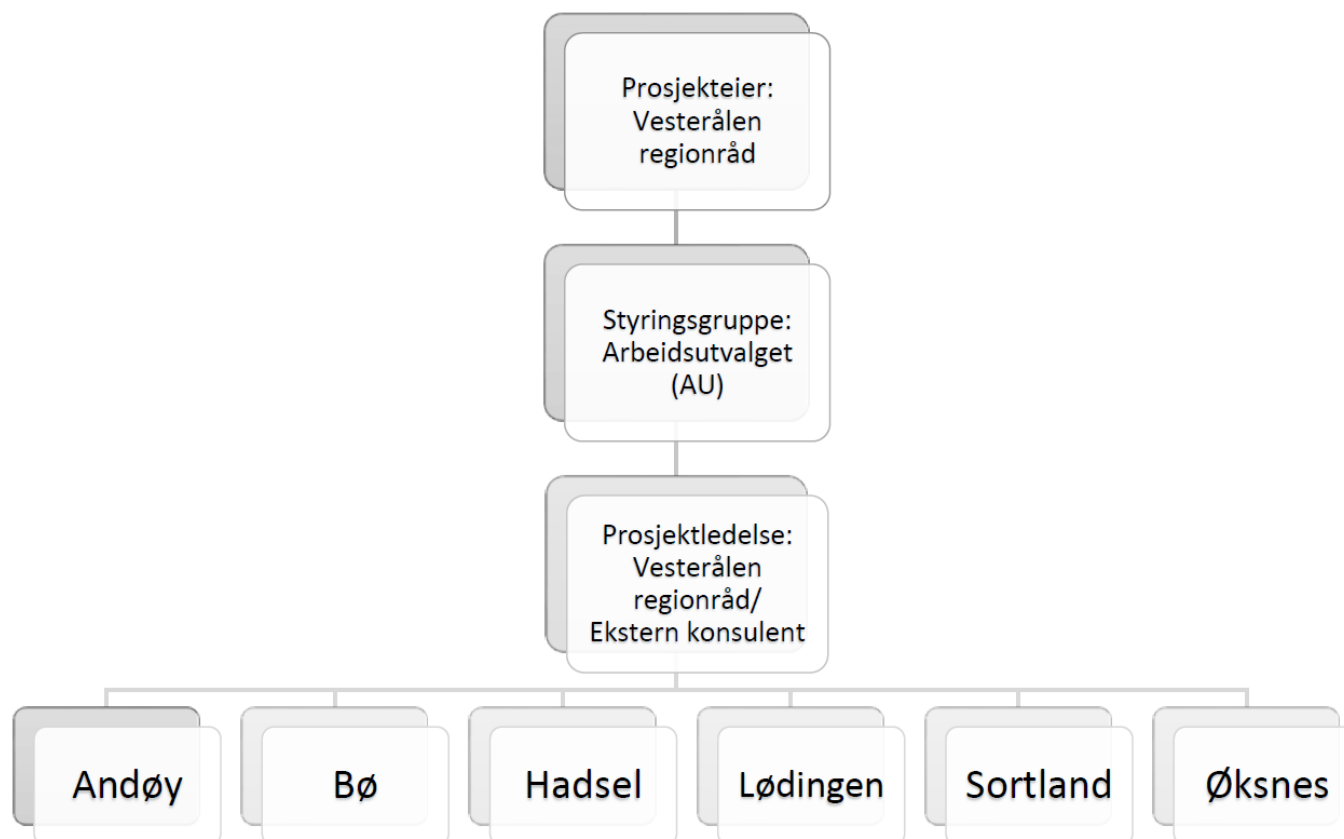 Prosjekteier:
Vesterålen
regionråd
Styringsgruppe:
Arbeidsutvalget
(AU)
Prosjektledelse:
Vesterålen
regionråd/
Ekstern konsulent
Andøy
Bø
Hadsel
Lødingen
Sortland
Øksnes